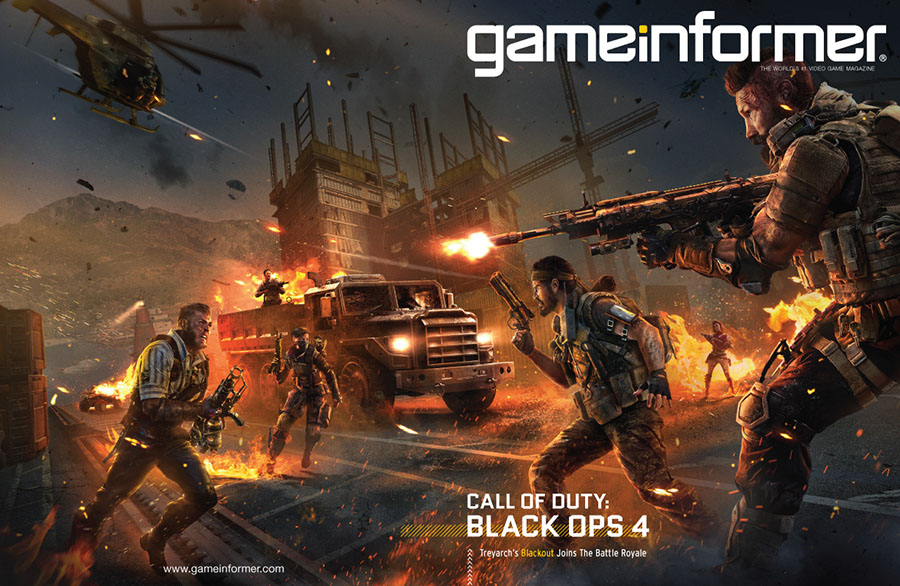 gameinformer®
THE WORLD'S #1 VIDEO GAME MAGAZINE
CALL OF DUTY:
BLACK OPS 4
Treyarch's Blackout Joins The Battle Royale
www.gameinformer.com